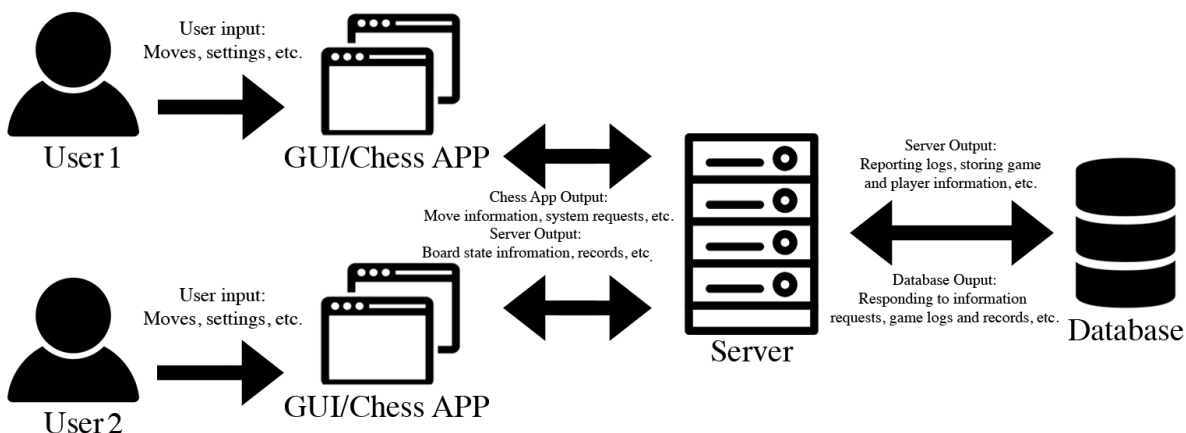 User input:
Moves, settings, etc.
User 1
GUI/Chess APP
Chess App Output:
Move information, system requests, etc.
Server Output:
Board state infromation, records, etc.
User input:
Moves, settings, etc.
User 2
GUI/Chess APP
Server
Server Output:
Reporting logs, storing game
and player information, etc.
Database Ouput:
Responding to information
requests, game logs and records, etc.
Database